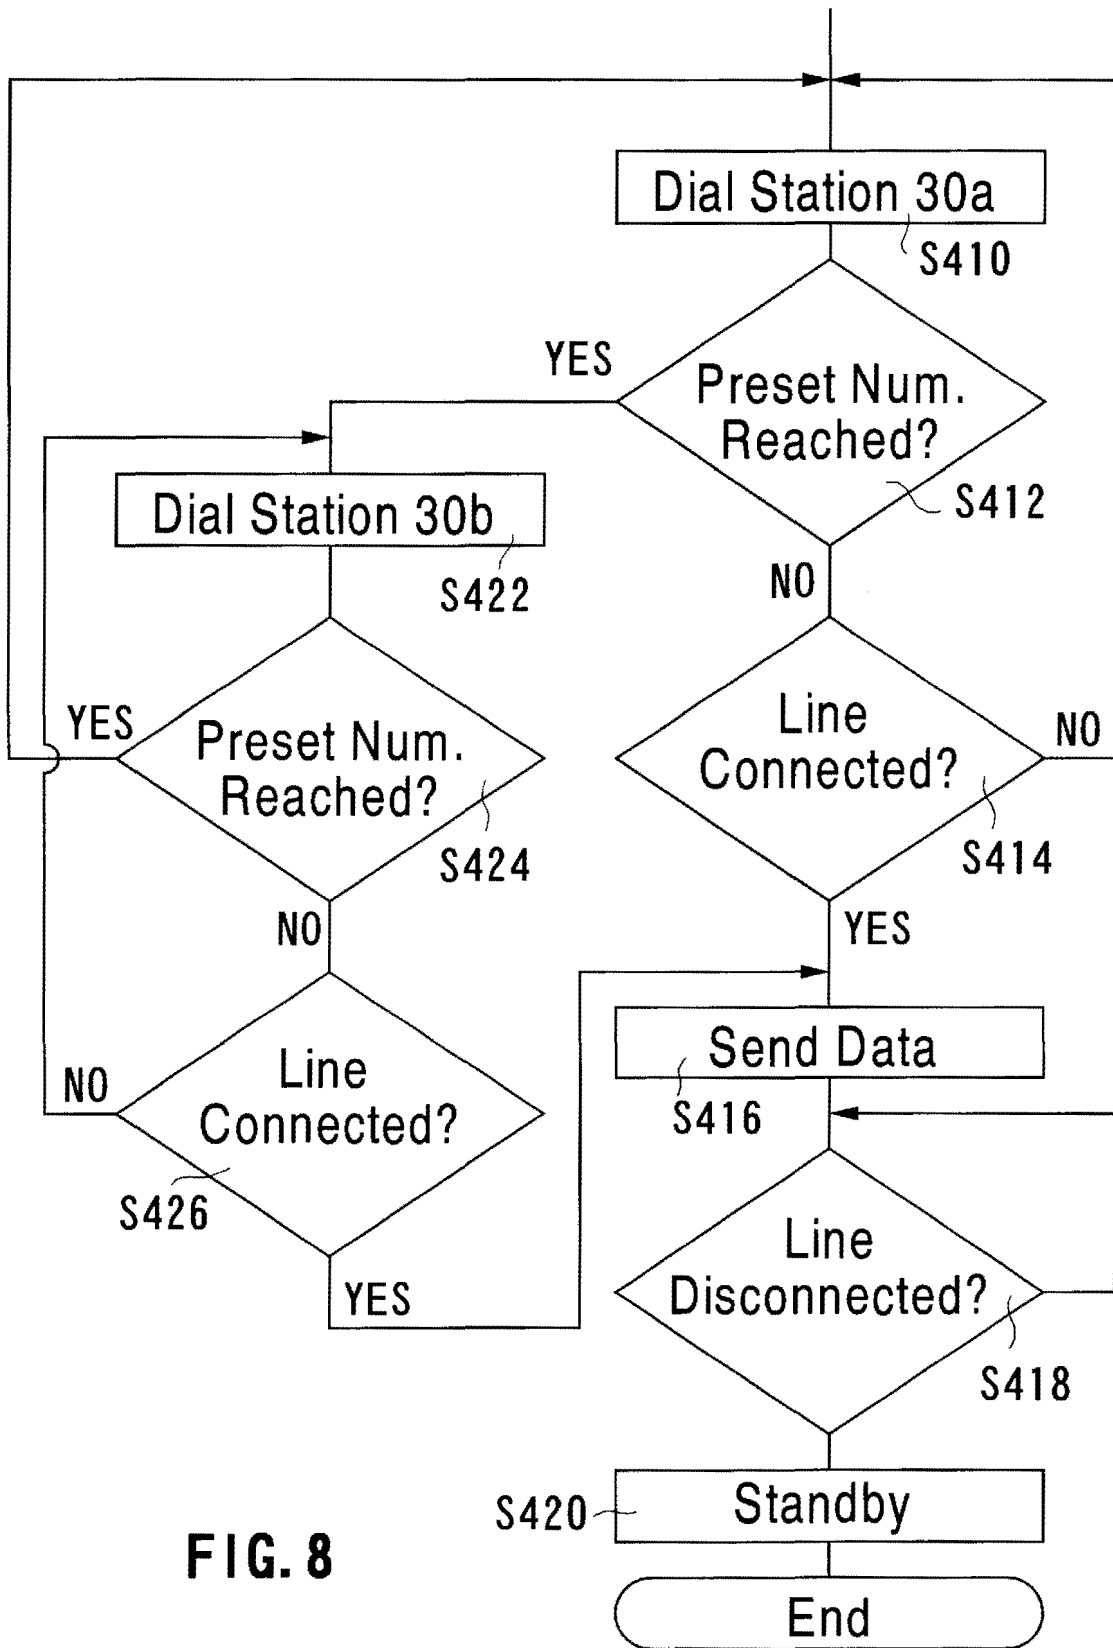 Dial Station 30a
S410
YES
Preset Num.
Reached?
S412
NO
Dial Station 30b
S422
YES
Preset Num.
Reached?
S424
NO
Line
Connected?
NO
S414
YES
Send Data
S416
NO
Line
Connected?
S426
YES
Line
Disconnected?
S418
S420
Standby
End
FIG. 8